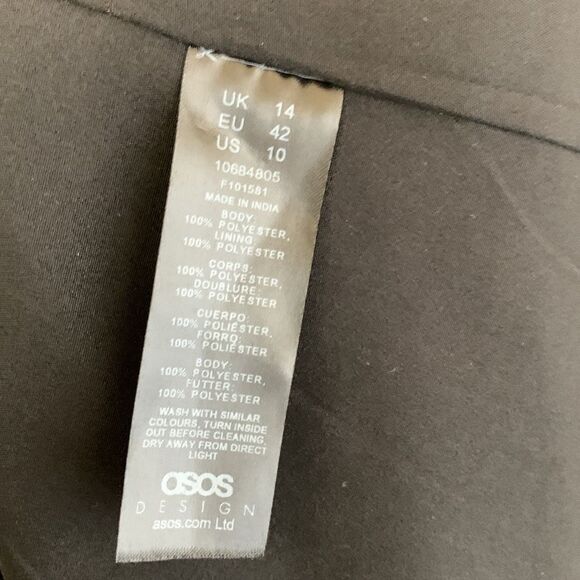 UK 14
EU 42
US 10
10684805
F101581
MADE IN INDIA
BODY:
100% POLYESTER,
LINING
100% POLYESTER
CORPS:
100% POLYESTER,
DOUBLURE:
100% POLYESTER
CUERPO:
100% POLIÉSTER,
FORRO:
100% POLIÉSTER
BODY:
100% POLYESTER,
FUTTER:
100% POLYESTER
WASH WITH SIMILAR
COLOURS, TURN INSIDE
OUT BEFORE CLEANING,
DRY AWAY FROM DIRECT
LIGHT
asos
DESIGN
asos.com Ltd